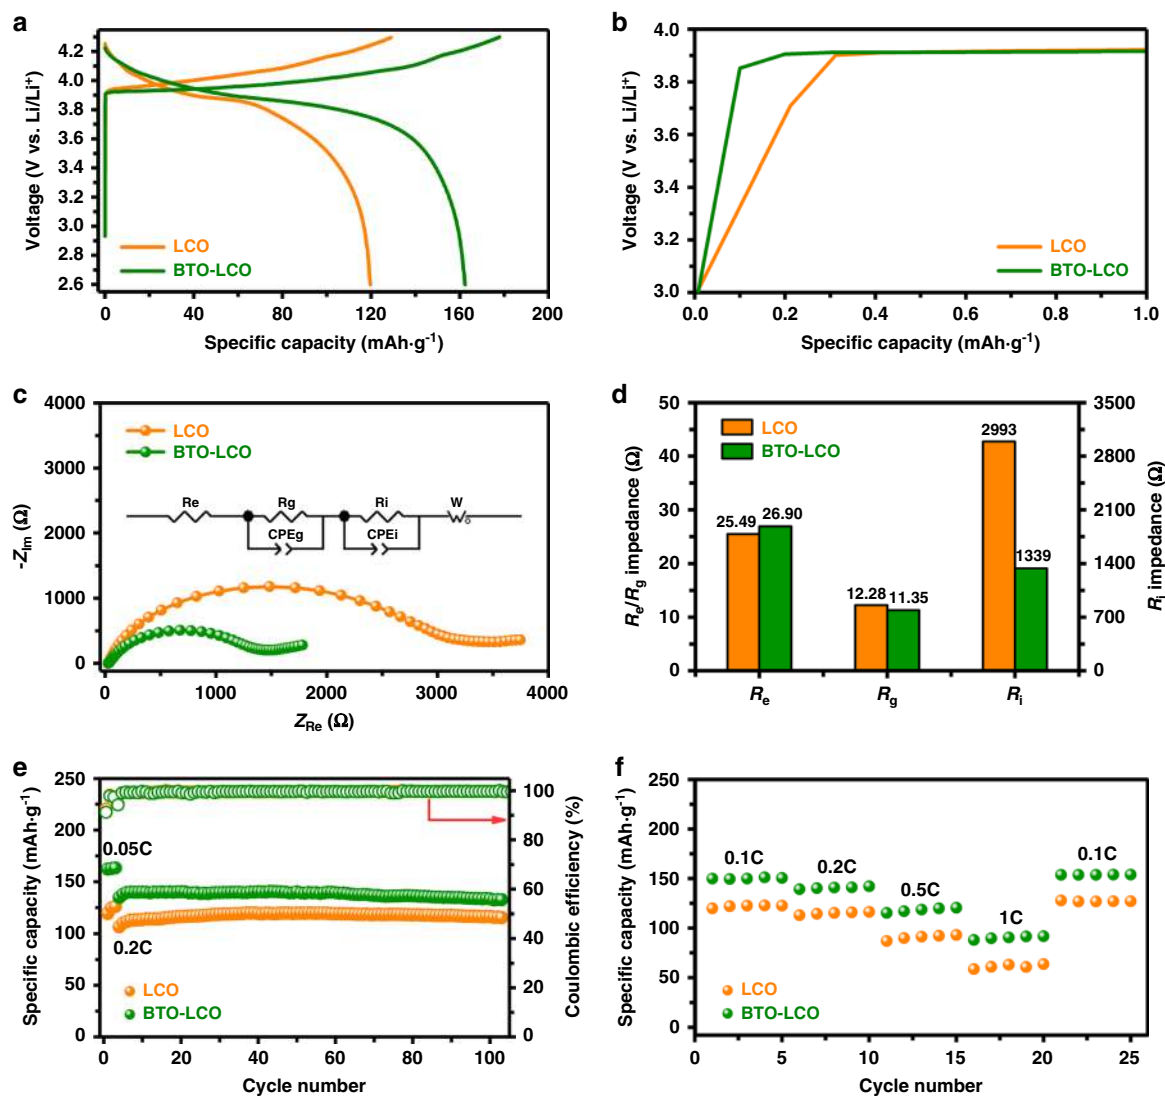 a
Voltage (V vs. Li/Li⁺)
4.2
4.0
3.8
3.6
3.4
3.2
3.0
2.8
2.6
LCO
BTO-LCO
0 40 80 120 160 200
Specific capacity (mAh·g⁻¹)
b
Voltage (V vs. Li/Li⁺)
4.0
3.8
3.6
3.4
3.2
3.0
LCO
BTO-LCO
0.0 0.2 0.4 0.6 0.8 1.0
Specific capacity (mAh·g⁻¹)
c
-Z_Im (Ω)
4000
3000
2000
1000
0
LCO
BTO-LCO
Re Rg Ri W
CPEg CPEi
0 1000 2000 3000 4000
Z_Re (Ω)
d
R_e/R_g impedance (Ω)
50
40
30
20
10
0
LCO
BTO-LCO
25.49 26.90
12.28 11.35
2993
1339
R_e R_g R_i
3500
2800
2100
1400
700
0
R_i impedance (Ω)
e
Specific capacity (mAh·g⁻¹)
250
200
150
100
50
0
0.05C
0.2C
LCO
BTO-LCO
100
80
60
40
20
0
Coulombic efficiency (%)
0 20 40 60 80 100
Cycle number
f
Specific capacity (mAh·g⁻¹)
250
200
150
100
50
0
0.1C
0.2C
0.5C
1C
0.1C
LCO
BTO-LCO
0 5 10 15 20 25
Cycle number